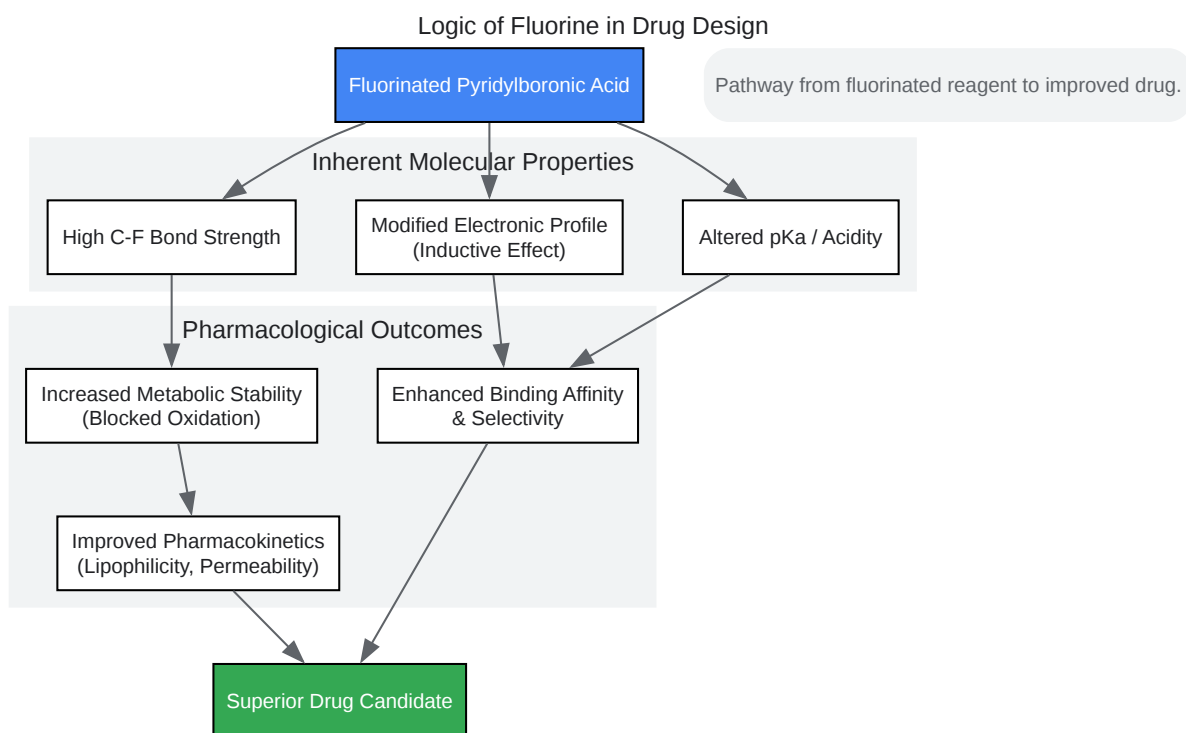 Logic of Fluorine in Drug Design
Fluorinated Pyridylboronic Acid
Pathway from fluorinated reagent to improved drug.
Inherent Molecular Properties
High C-F Bond Strength
Modified Electronic Profile
(Inductive Effect)
Altered pKa / Acidity
Pharmacological Outcomes
Increased Metabolic Stability
(Blocked Oxidation)
Enhanced Binding Affinity
& Selectivity
Improved Pharmacokinetics
(Lipophilicity, Permeability)
Superior Drug Candidate